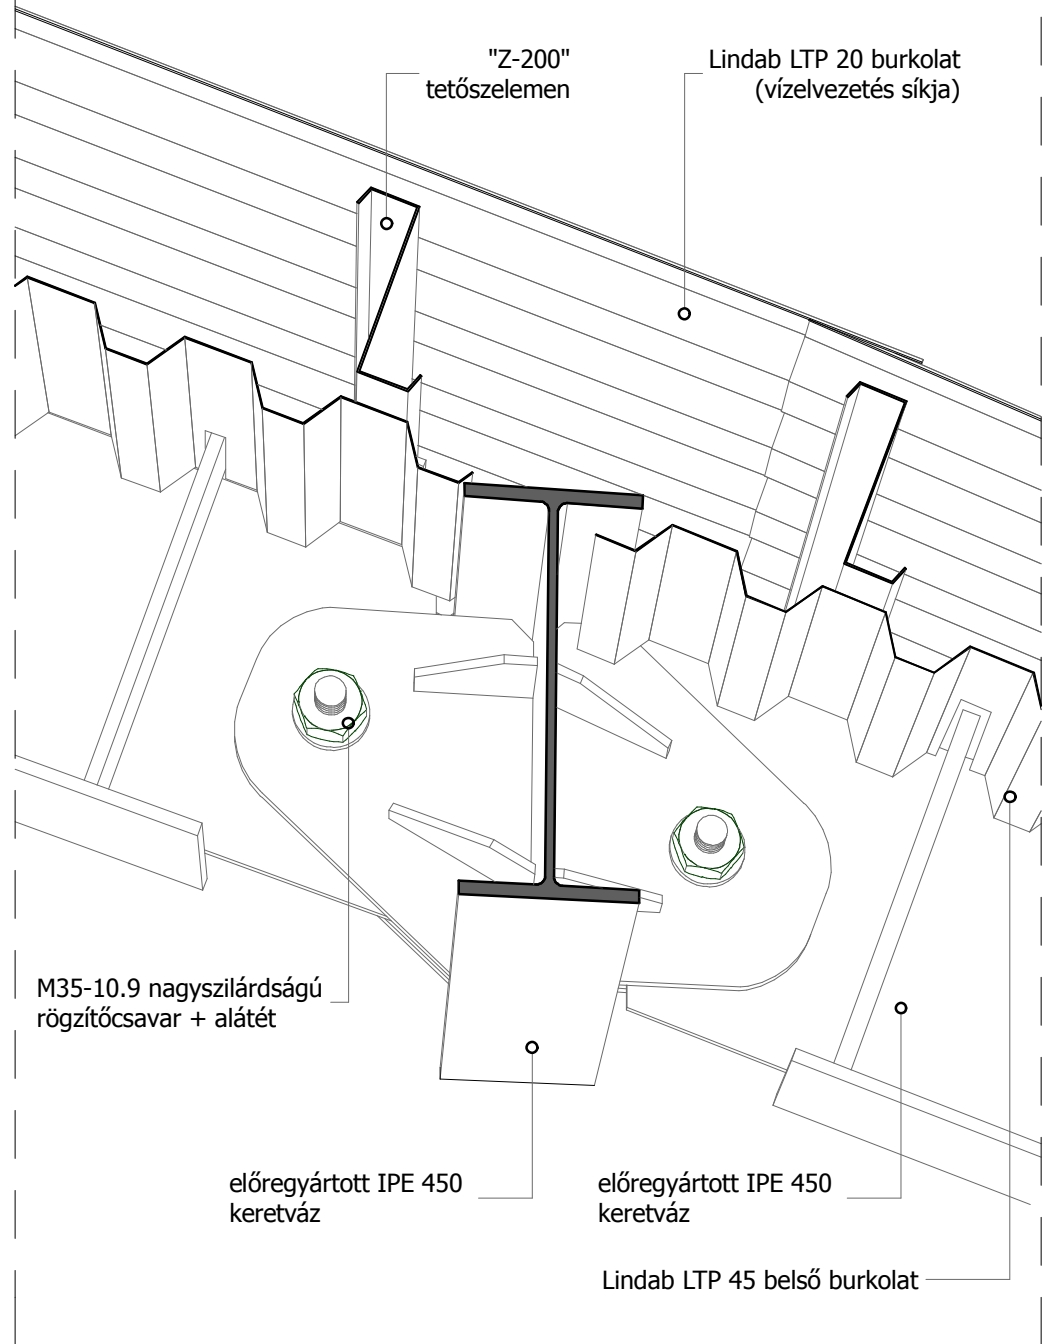 "Z-200"
tetőszelemen
Lindab LTP 20 burkolat
(vízelvezetés síkja)
M35-10.9 nagyszilárdságú
rögzítőcsavar + alátét
előregyártott IPE 450
keretváz
előregyártott IPE 450
keretváz
Lindab LTP 45 belső burkolat